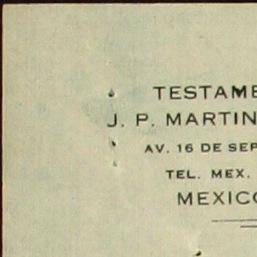 TESTAME
J. P. MARTIN
AV. 16 DE SEP
TEL. MEX.
MEXICO